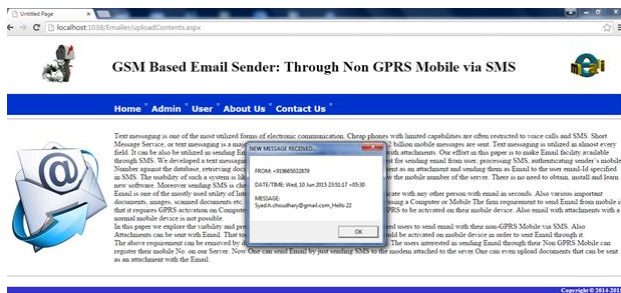 Untitled Page
localhost:1038/Emailes/uploadContents.aspx
GSM Based Email Sender: Through Non GPRS Mobile via SMS
Home Admin User About Us Contact Us
Text messaging is one of the most utilized forms of electronic communication. Cheap phones with limited capabilities are often restricted to voice calls and SMS. Short
Message Service, or text messaging is a 2 billion mobile messages are sent. Text messaging is utilized in almost every
field. It can be also be utilized in sending with attachments. Our effort in this paper is to make Email facility available
through SMS. We developed a text messaging for sending email from user, processing SMS, authenticating sender's mobile
Number against the database, retrieving as an attachment and sending them as Email to the user email-Id specified
in SMS. The usability of such a system is the mobile number of the server. There is no need to obtain, install and learn
new software. Moreover sending SMS is
Email is one of the mostly used utility of with any other person with email in seconds. Also various important
documents, images, scanned documents etc. using a Computer or Mobile The firm requirement to send Email from mobile is
that it requires GPRS activation on to be activated on their mobile device. Also email with attachments with a
normal mobile device is not possible.
In this paper we explore the viability and users to send email with their non-GPRS Mobile via SMS. Also
Attachments can be sent with Email. That be activated on mobile device in order to sent Email through it.
The above requirement can be removed by The users interested in sending Email through their Non GPRS Mobile can
register their mobile No. on our Server. Now One can send Email by just sending SMS to the modem attached to the sever One can even upload documents that can be sent
as an attachment with the Email.
NEW MESSAGE RECEIVED...
FROM: +919665032879
DATE/TIME: Wed, 10 Jun 2015 23:51:17 +05:30
MESSAGE:
Syed.h.choudhary@gmail.com_Hello 22
OK
Copyright © 2014-2015